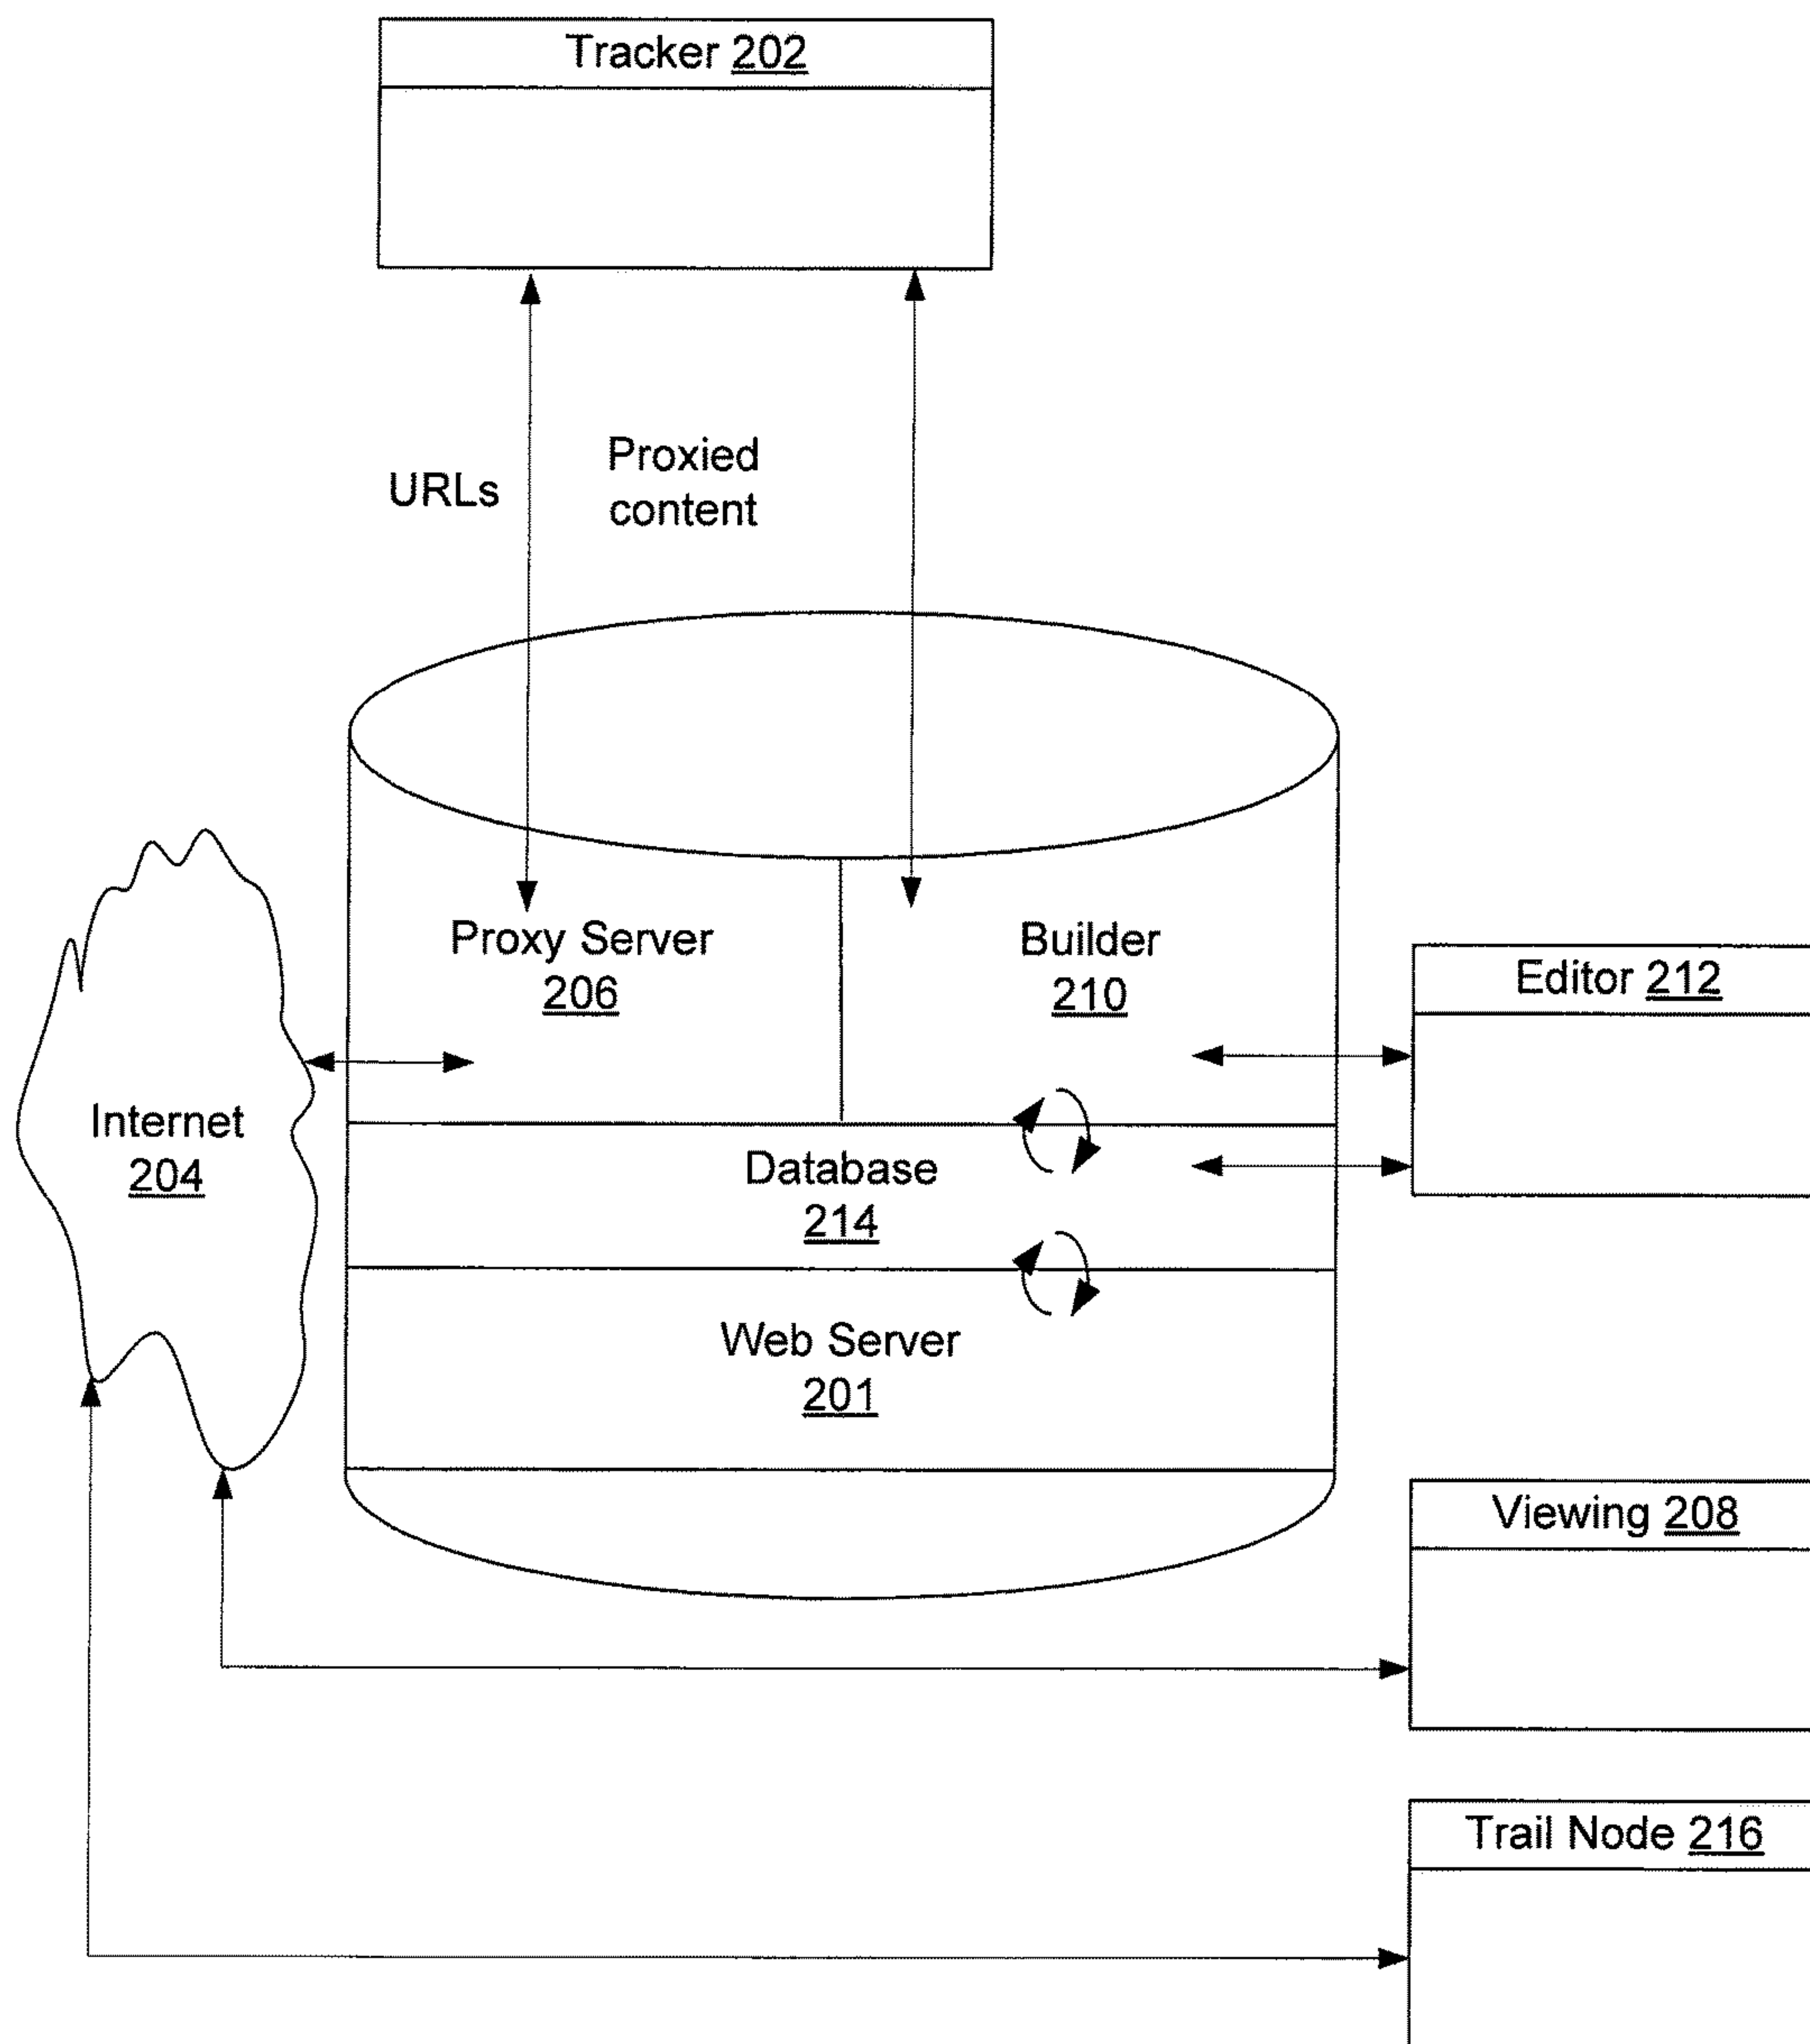 Tracker 202
URLs
Proxied
content
Proxy Server
206
Builder
210
Editor 212
Internet
204
Database
214
Web Server
201
Viewing 208
Trail Node 216